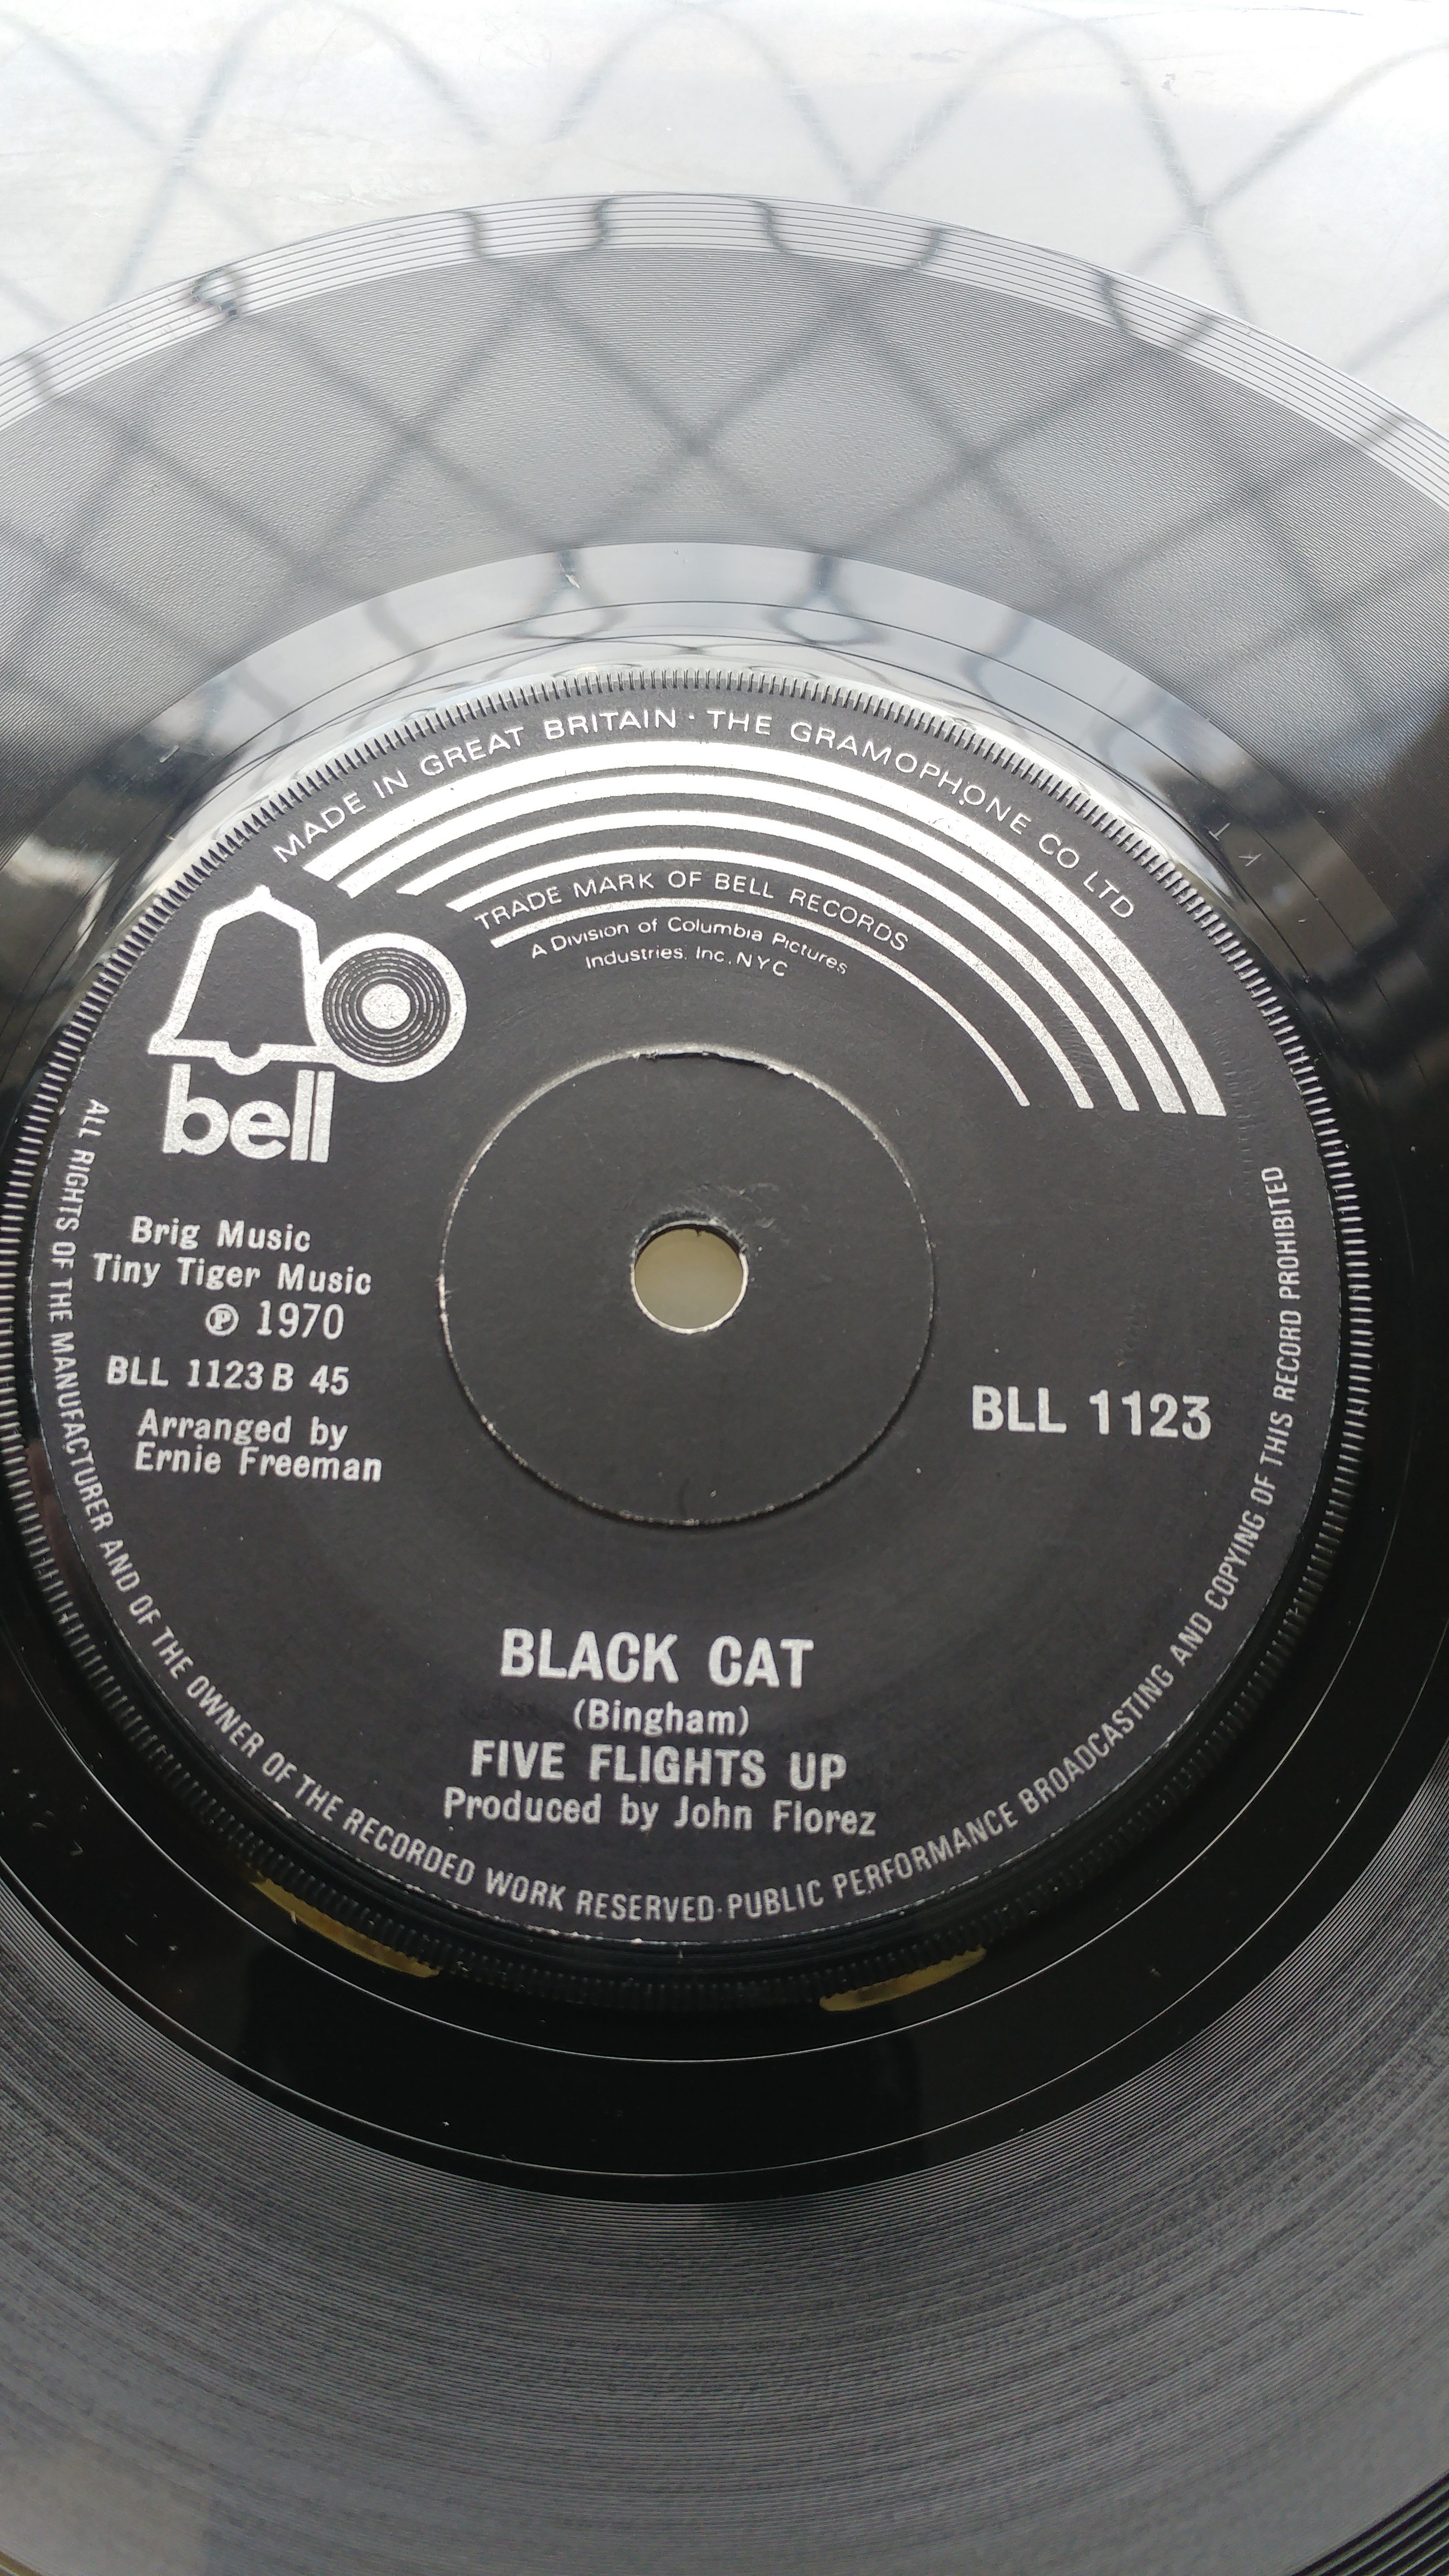 MADE IN GREAT BRITAIN · THE GRAMOPHONE CO LTD
TRADE MARK OF BELL RECORDS
A Division of Columbia Pictures
Industries, Inc. NYC
bell
Brig Music
Tiny Tiger Music
℗ 1970
BLL 1123 B 45
Arranged by
Ernie Freeman
BLL 1123
BLACK CAT
(Bingham)
FIVE FLIGHTS UP
Produced by John Florez
ALL RIGHTS OF THE MANUFACTURER AND OF THE OWNER OF THE RECORDED WORK RESERVED · PUBLIC PERFORMANCE BROADCASTING AND COPYING OF THIS RECORD PROHIBITED